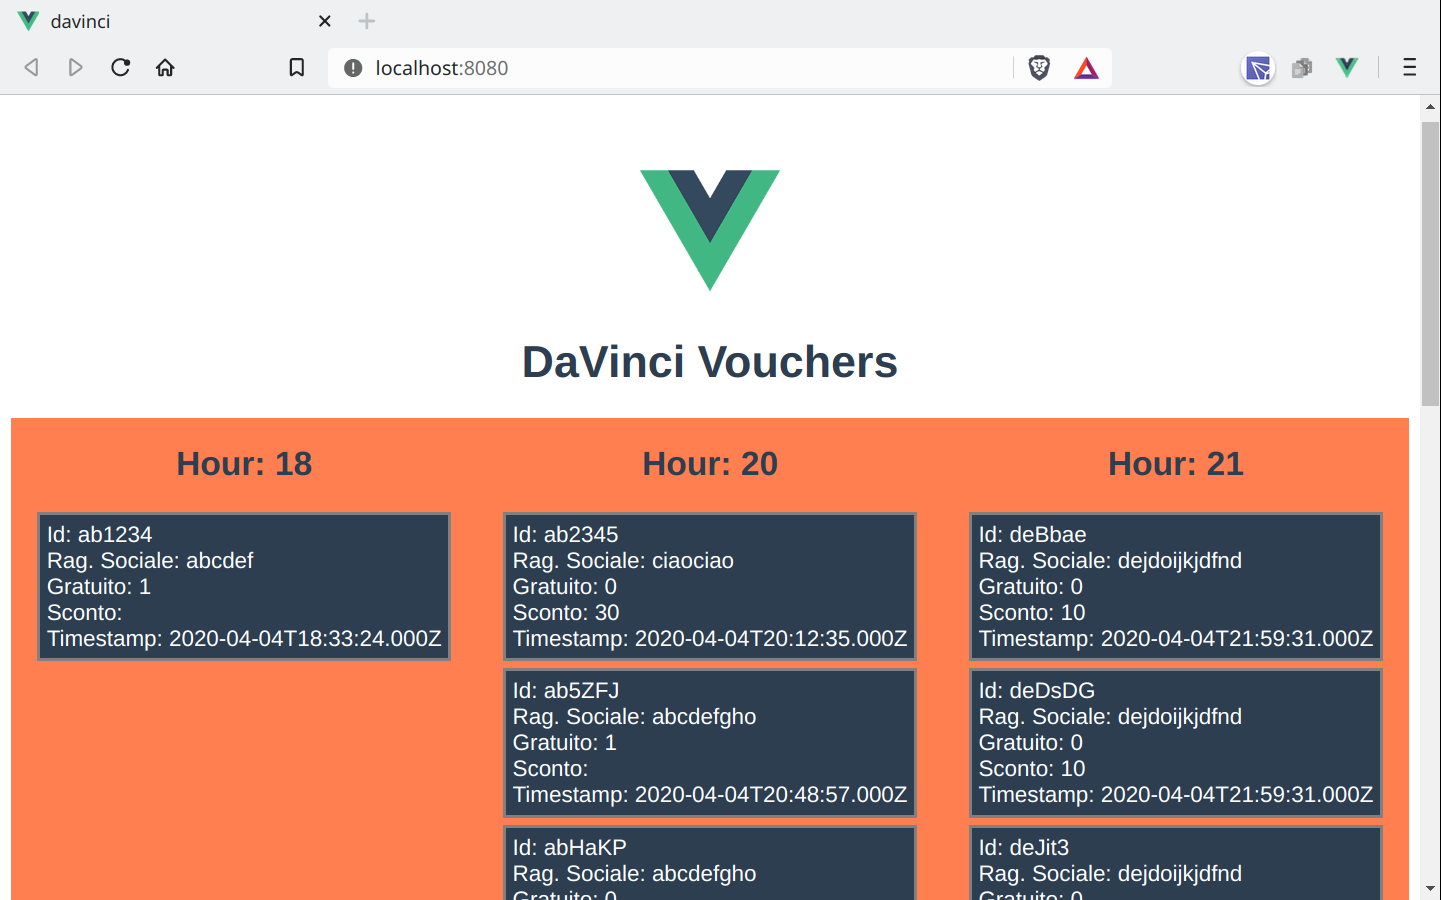 davinci
localhost:8080
DaVinci Vouchers
Hour: 18
Id: ab1234
Rag. Sociale: abcdef
Gratuito: 1
Sconto:
Timestamp: 2020-04-04T18:33:24.000Z
Hour: 20
Id: ab2345
Rag. Sociale: ciaociao
Gratuito: 0
Sconto: 30
Timestamp: 2020-04-04T20:12:35.000Z
Id: ab5ZFJ
Rag. Sociale: abcdefgho
Gratuito: 1
Sconto:
Timestamp: 2020-04-04T20:48:57.000Z
Id: abHaKP
Rag. Sociale: abcdefgho
Gratuito: 0
Hour: 21
Id: deBbae
Rag. Sociale: dejdoijkjdfnd
Gratuito: 0
Sconto: 10
Timestamp: 2020-04-04T21:59:31.000Z
Id: deDsDG
Rag. Sociale: dejdoijkjdfnd
Gratuito: 0
Sconto: 10
Timestamp: 2020-04-04T21:59:31.000Z
Id: deJit3
Rag. Sociale: dejdoijkjdfnd
Gratuito: 0